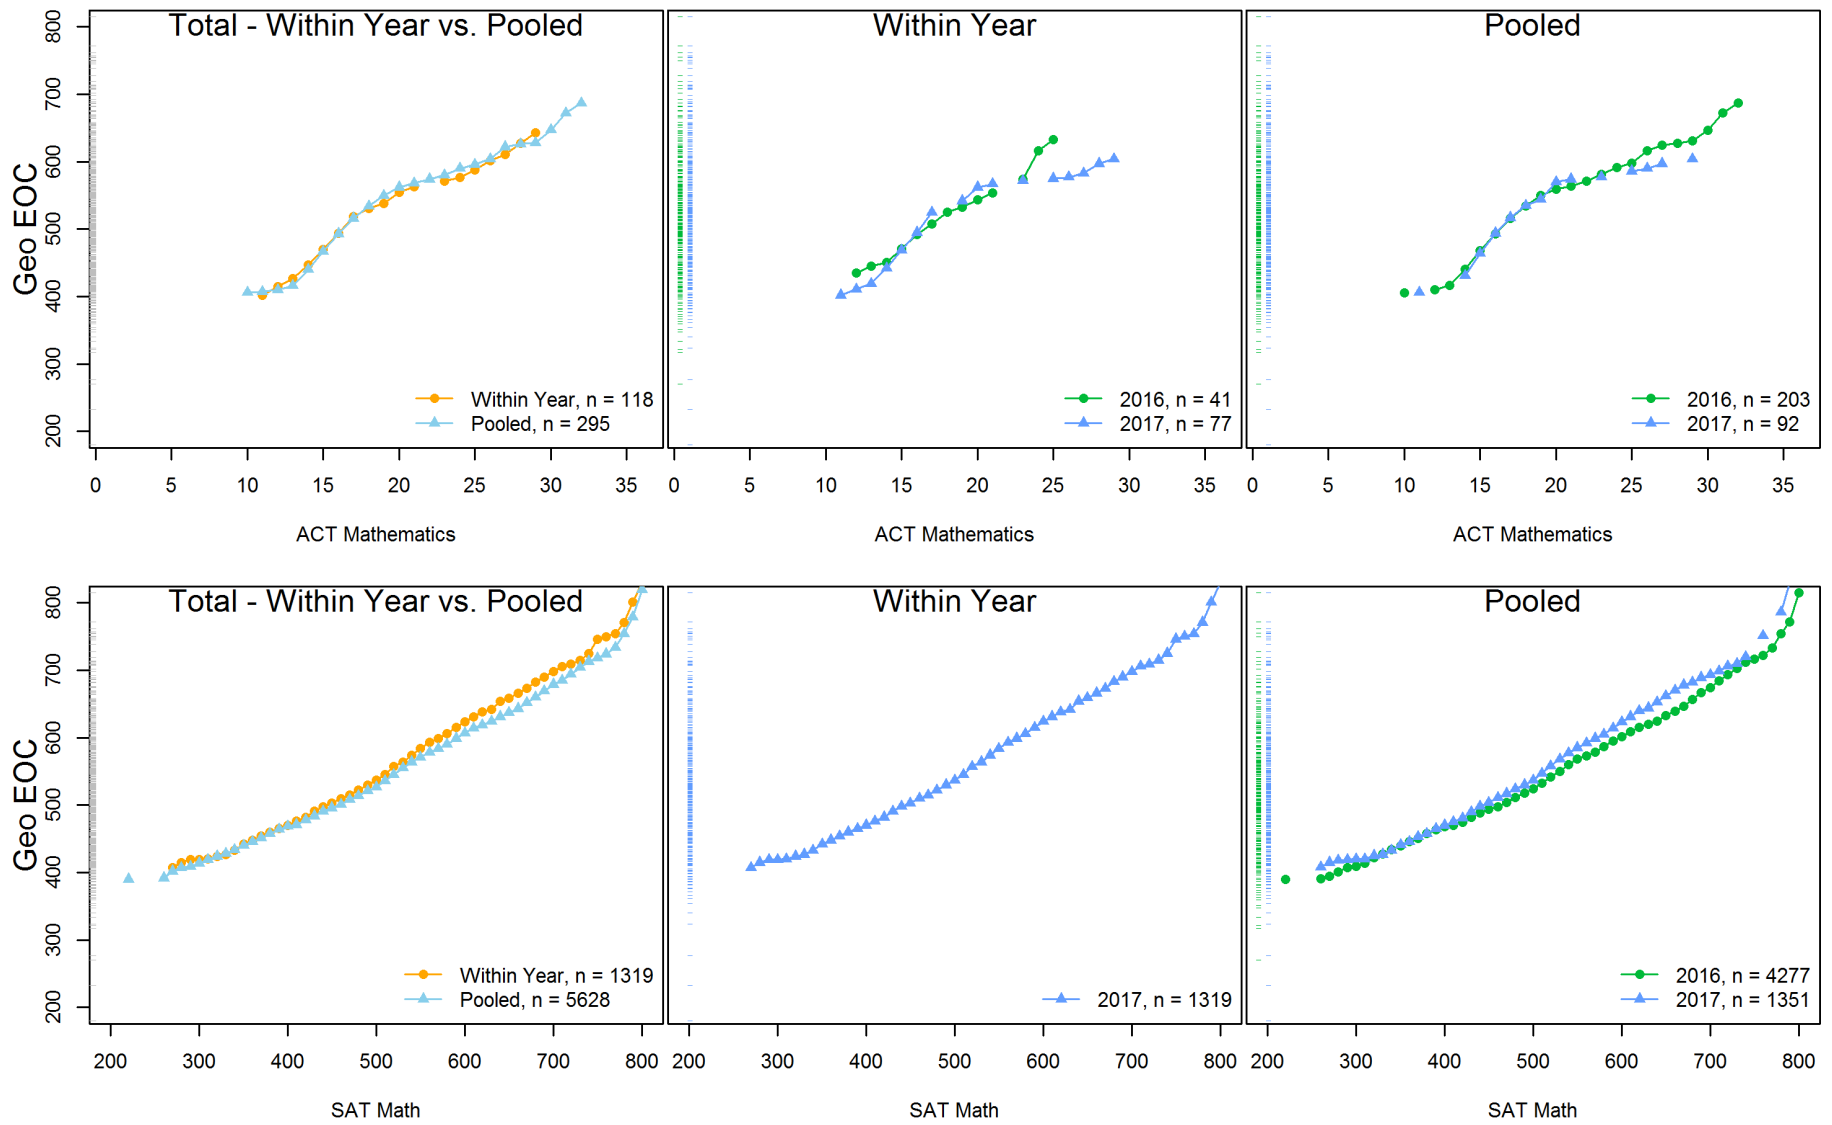 Total - Within Year vs. Pooled
Within Year
Pooled
Geo EOC
200 300 400 500 600 700 800
Within Year, n = 118
Pooled, n = 295
2016, n = 41
2017, n = 77
2016, n = 203
2017, n = 92
0 5 10 15 20 25 30 35
0 5 10 15 20 25 30 35
0 5 10 15 20 25 30 35
ACT Mathematics
ACT Mathematics
ACT Mathematics
Total - Within Year vs. Pooled
Within Year
Pooled
Geo EOC
200 300 400 500 600 700 800
Within Year, n = 1319
Pooled, n = 5628
2017, n = 1319
2016, n = 4277
2017, n = 1351
200 300 400 500 600 700 800
200 300 400 500 600 700 800
200 300 400 500 600 700 800
SAT Math
SAT Math
SAT Math